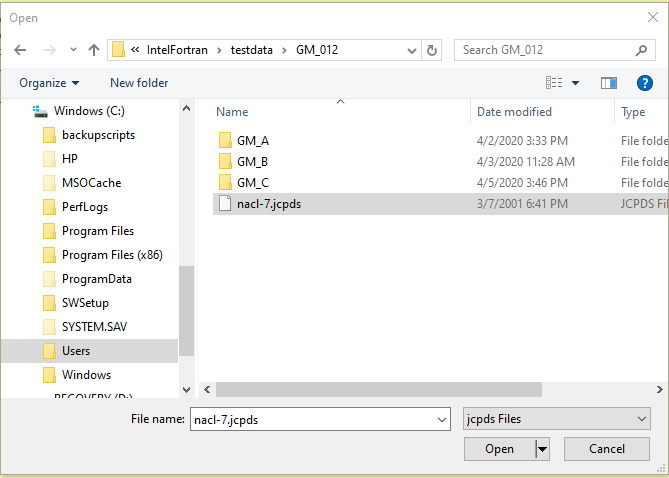 Open
« IntelFortran › testdata › GM_012
Search GM_012
Organize
New folder
?
Windows (C:)
backupscripts
HP
MSOCache
PerfLogs
Program Files
Program Files (x86)
ProgramData
SWSetup
SYSTEM.SAV
Users
Windows
RECOVERY (D:)
Name Date modified Type
GM_A 4/2/2020 3:33 PM File folde
GM_B 4/3/2020 11:28 AM File folde
GM_C 4/5/2020 3:46 PM File folde
nacl-7.jcpds 3/7/2001 6:41 PM JCPDS Fil
File name: nacl-7.jcpds jcpds Files
Open Cancel